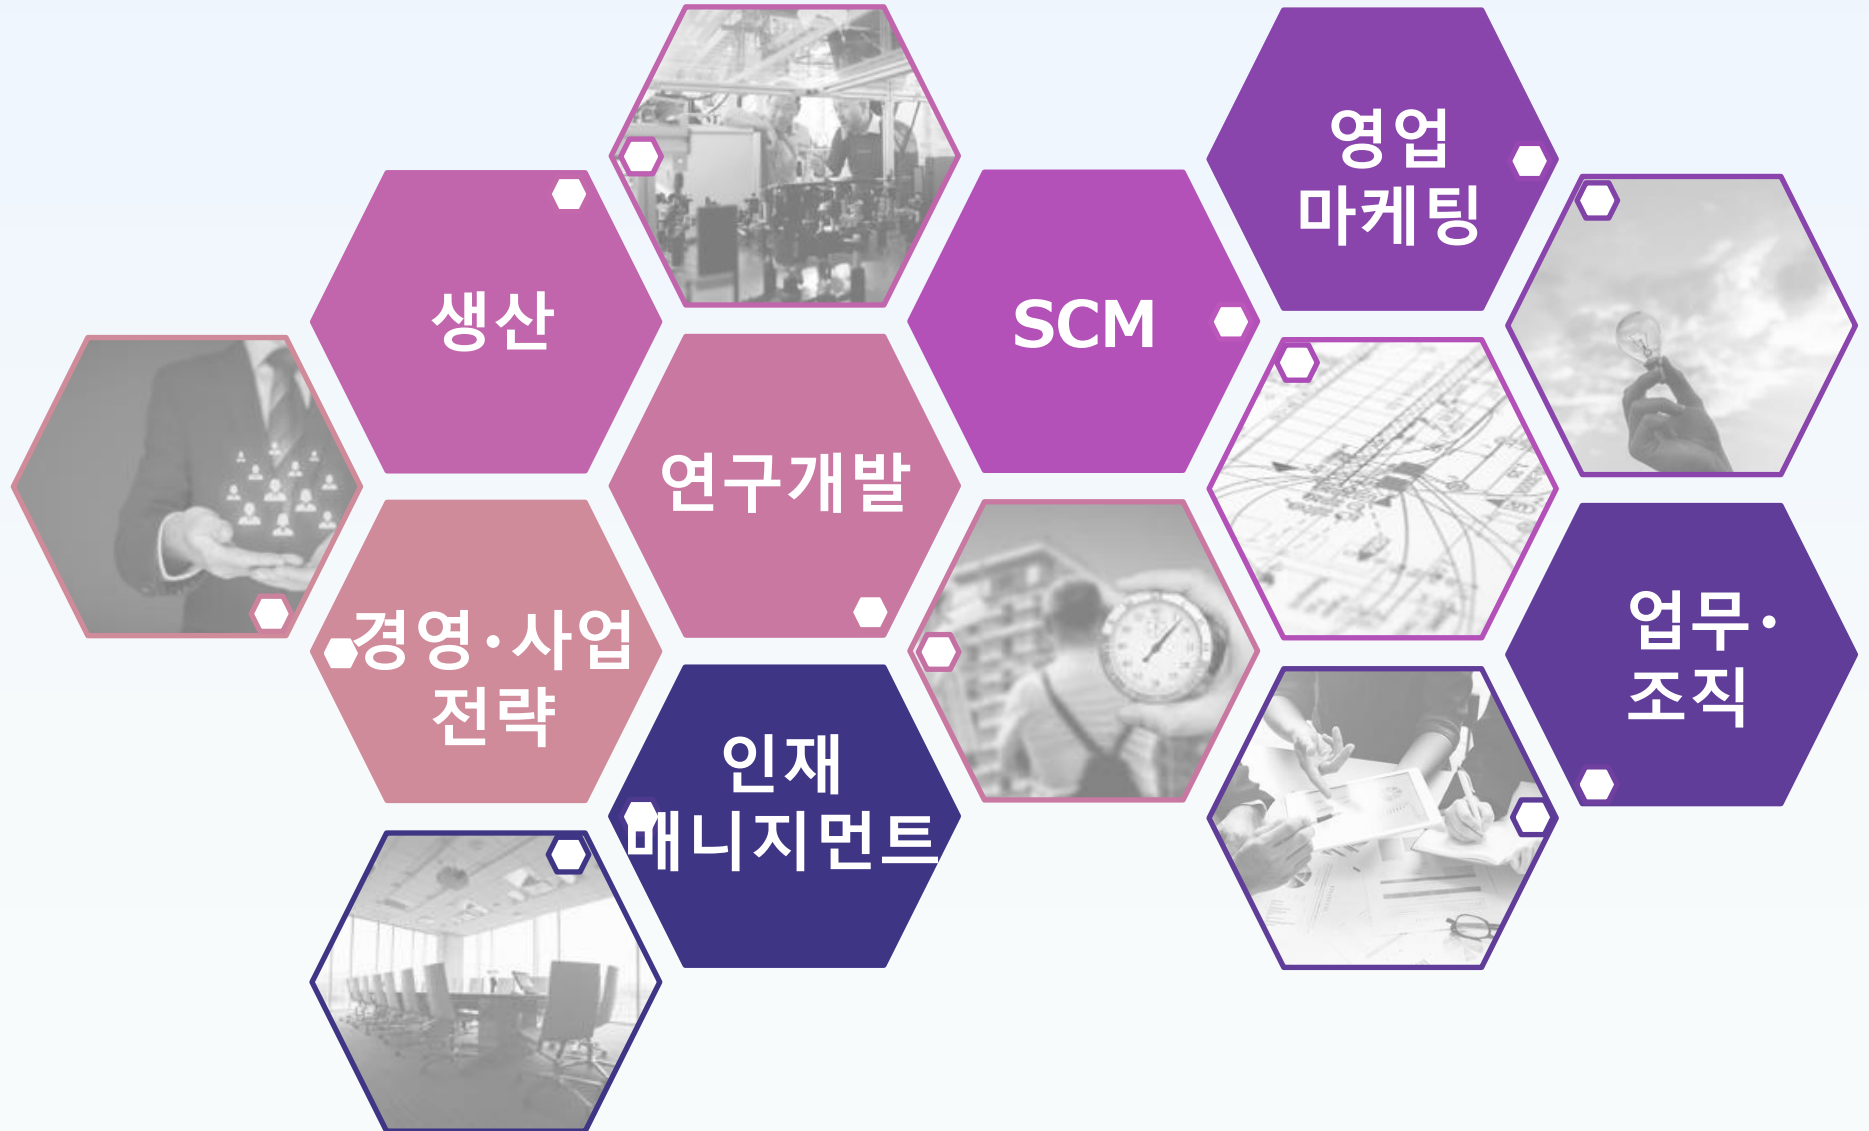 영업
마케팅
생산
SCM
연구개발
경영·사업
전략
업무·
조직
인재
매니지먼트